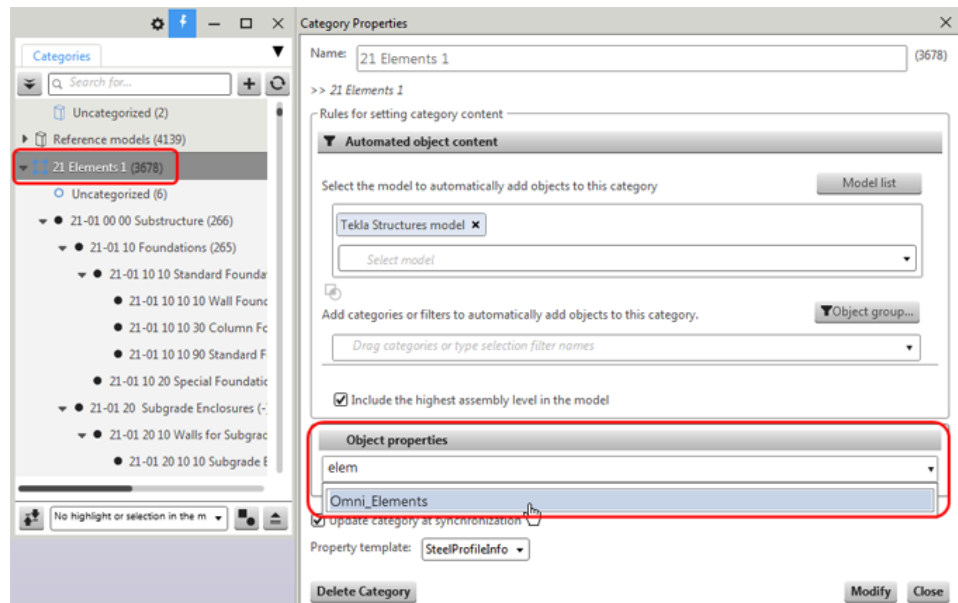 Categories
Search for...
Uncategorized (2)
Reference models (4139)
21 Elements 1 (3678)
Uncategorized (6)
21-01 00 00 Substructure (266)
21-01 10 Foundations (265)
21-01 10 10 Standard Founda
21-01 10 10 10 Wall Found
21-01 10 10 30 Column Fo
21-01 10 10 90 Standard F
21-01 10 20 Special Foundatio
21-01 20 Subgrade Enclosures (-
21-01 20 10 Walls for Subgrad
21-01 20 10 10 Subgrade E
No highlight or selection in the m
Category Properties
Name: 21 Elements 1 (3678)
>> 21 Elements 1
Rules for setting category content
Automated object content
Select the model to automatically add objects to this category Model list
Tekla Structures model
Select model
Add categories or filters to automatically add objects to this category. Object group...
Drag categories or type selection filter names
Include the highest assembly level in the model
Object properties
elem
Omni_Elements
Update category at synchronization
Property template: SteelProfileInfo
Delete Category Modify Close